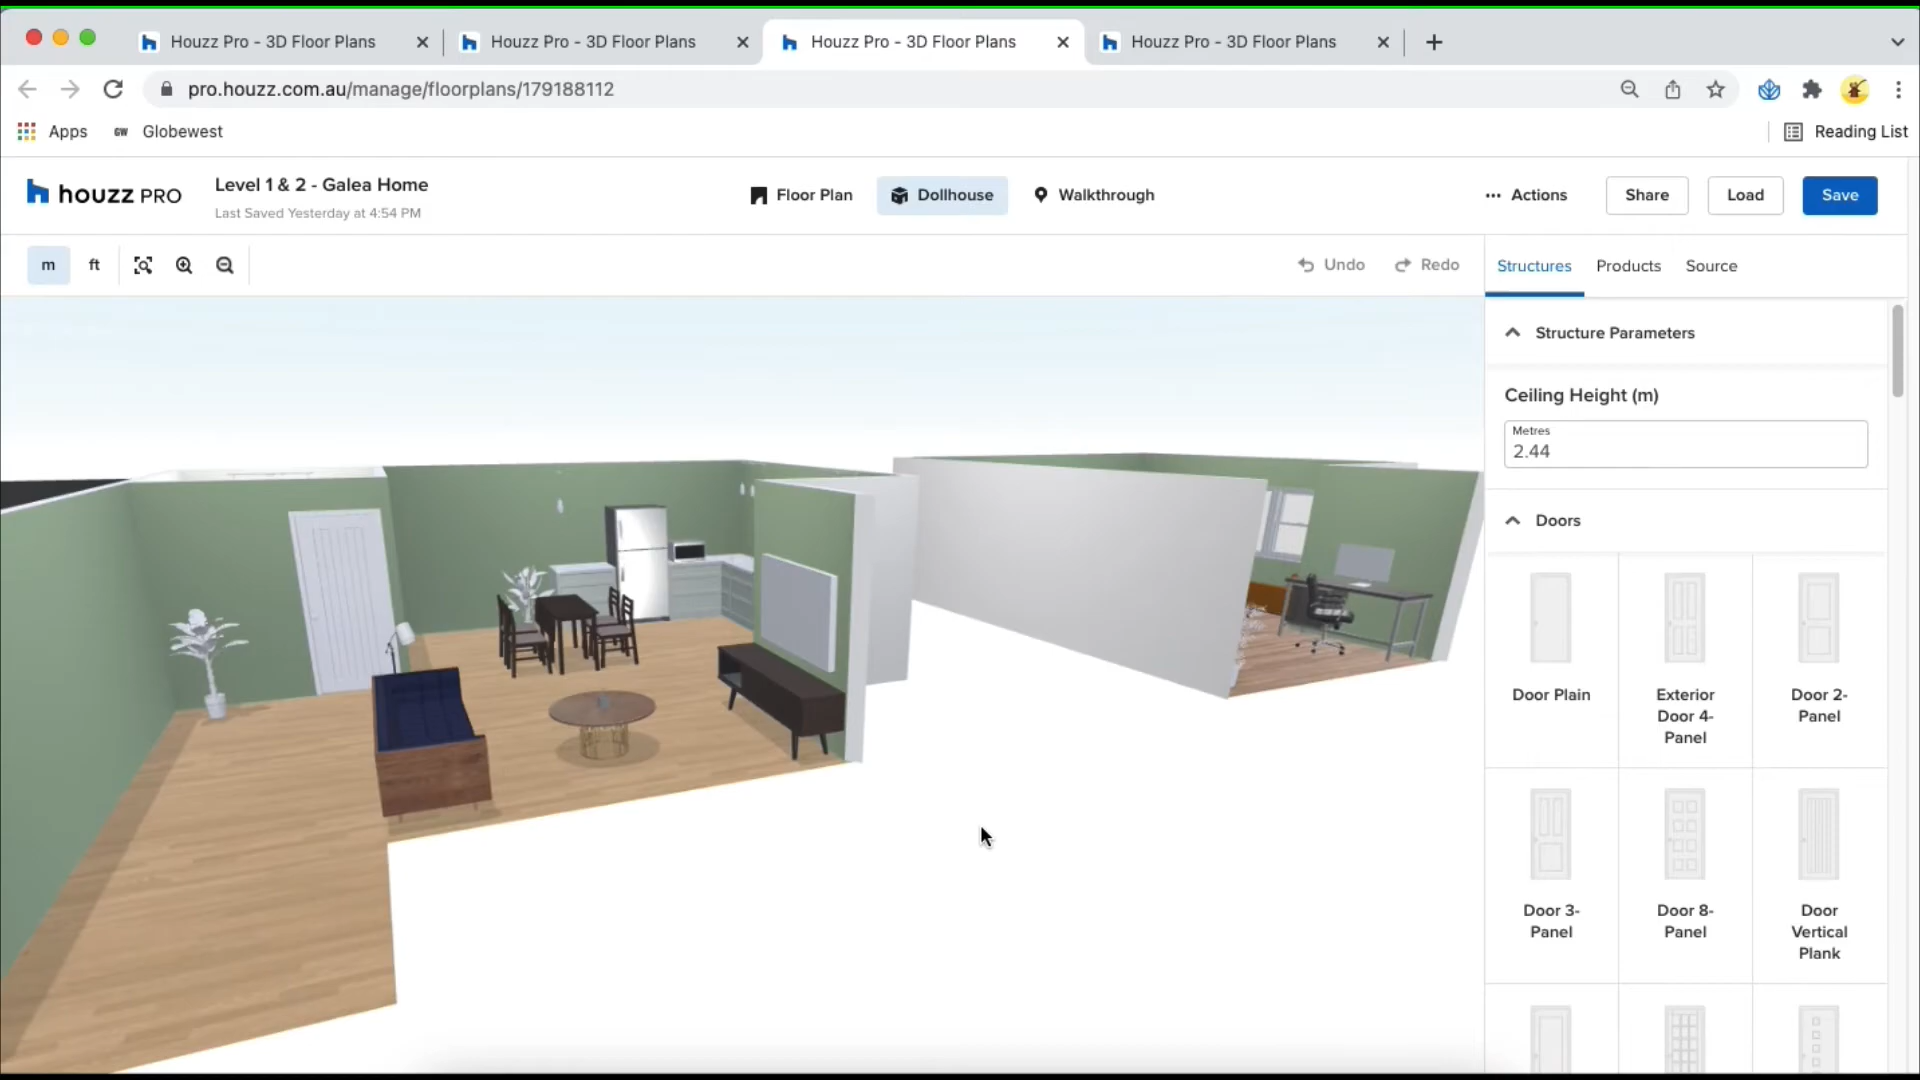 Houzz Pro - 3D Floor Plans
Houzz Pro - 3D Floor Plans
Houzz Pro - 3D Floor Plans
Houzz Pro - 3D Floor Plans
pro.houzz.com.au/manage/floorplans/179188112
Apps
GW Globewest
Reading List
houzz PRO
Level 1 & 2 - Galea Home
Last Saved Yesterday at 4:54 PM
Floor Plan
Dollhouse
Walkthrough
Actions
Share
Load
Save
m
ft
Undo
Redo
Structures
Products
Source
Structure Parameters
Ceiling Height (m)
Metres
2.44
Doors
Door Plain
Exterior
Door 4-
Panel
Door 2-
Panel
Door 3-
Panel
Door 8-
Panel
Door
Vertical
Plank